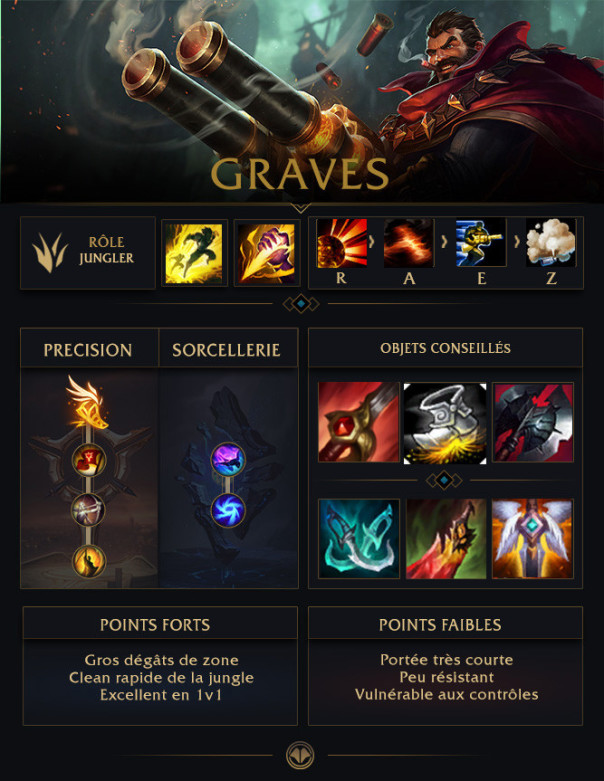 GRAVES
RÔLE
JUNGLER
R
A
E
Z
PRECISION
SORCELLERIE
OBJETS CONSEILLÉS
POINTS FORTS
Gros dégâts de zone
Clean rapide de la jungle
Excellent en 1v1
POINTS FAIBLES
Portée très courte
Peu résistant
Vulnérable aux contrôles